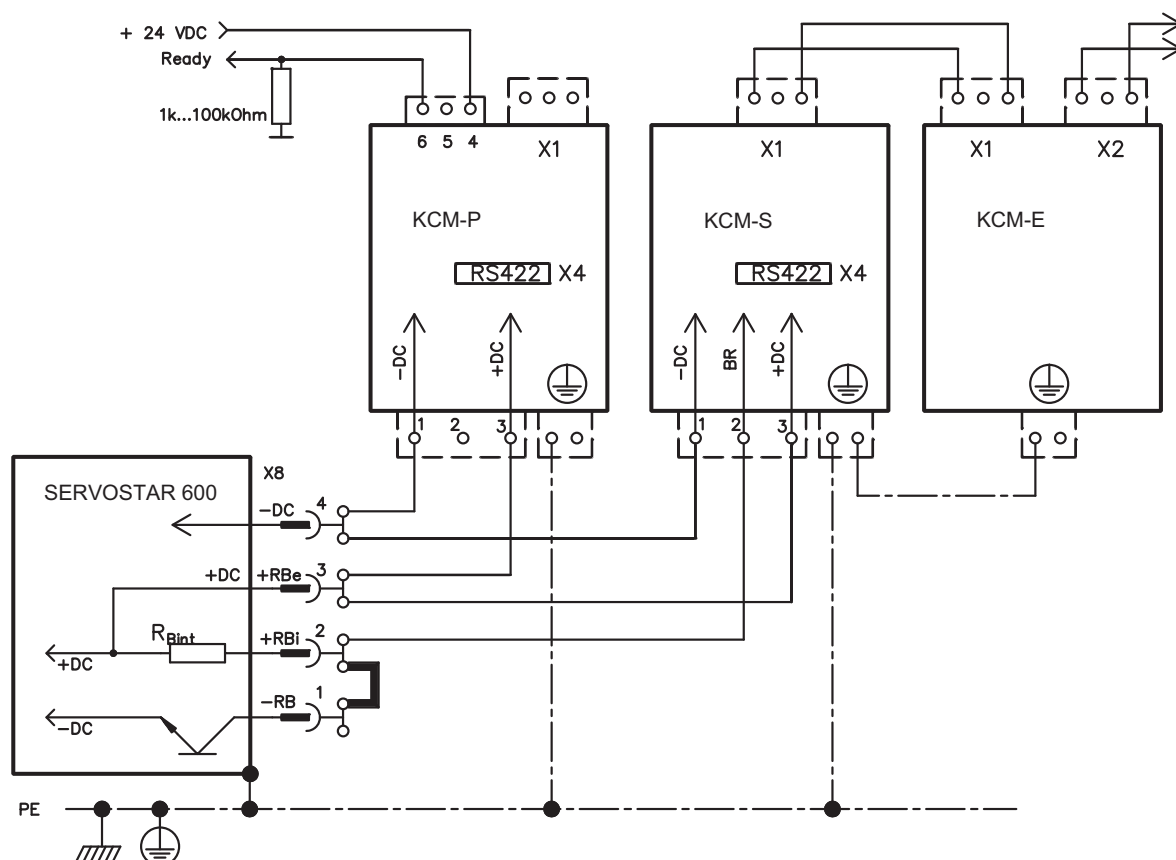 + 24 VDC
Ready
1k...100kOhm
6 5 4
X1
KCM-P
RS422 X4
-DC
+DC
1 2 3
X1
KCM-S
RS422 X4
-DC
BR
+DC
1 2 3
X1 X2
KCM-E
SERVOSTAR 600
X8
-DC 4
+DC +RBe 3
RBint
+RBi 2
+DC
-RB 1
-DC
PE